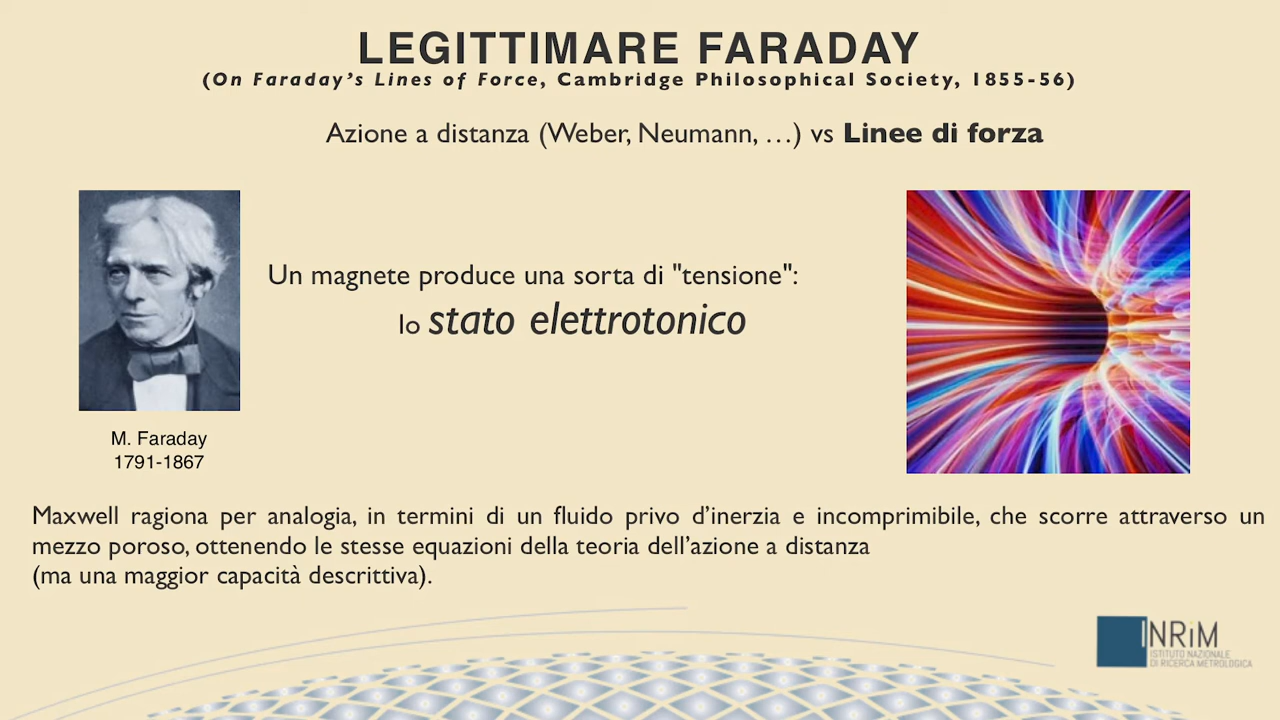 LEGITTIMARE FARADAY
(On Faraday's Lines of Force, Cambridge Philosophical Society, 1855-56)
Azione a distanza (Weber, Neumann, …) vs Linee di forza
Un magnete produce una sorta di "tensione":
lo stato elettrotonico
M. Faraday
1791-1867
Maxwell ragiona per analogia, in termini di un fluido privo d'inerzia e incomprimibile, che scorre attraverso un
mezzo poroso, ottenendo le stesse equazioni della teoria dell'azione a distanza
(ma una maggior capacità descrittiva).
INRiM
ISTITUTO NAZIONALE
DI RICERCA METROLOGICA